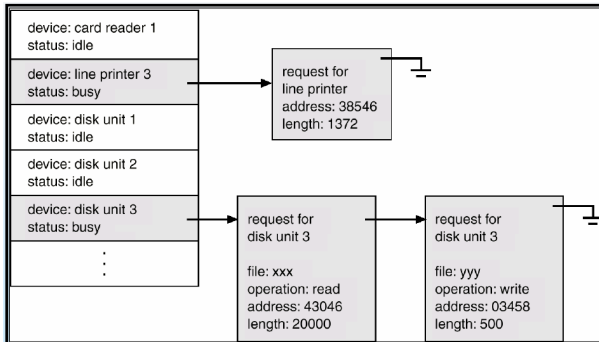 device: card reader 1
status: idle
device: line printer 3
status: busy
device: disk unit 1
status: idle
device: disk unit 2
status: idle
device: disk unit 3
status: busy
request for
line printer
address: 38546
length: 1372
request for
disk unit 3
file: xxx
operation: read
address: 43046
length: 20000
request for
disk unit 3
file: yyy
operation: write
address: 03458
length: 500